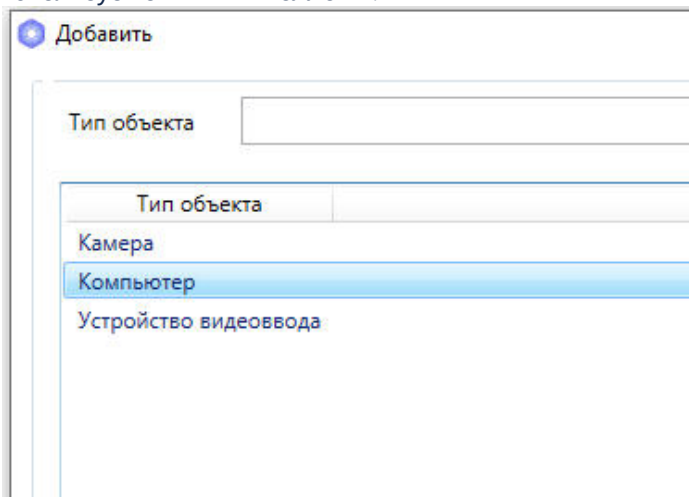 Добавить
Тип объекта
Тип объекта
Камера
Компьютер
Устройство видеоввода